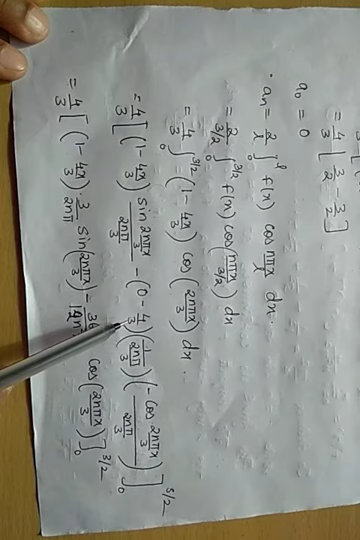 = 4/3 [ 3/2 - 3/2 ]
a₀ = 0
• aₙ = 2/l ∫₀^l f(x) cos nπx/l dx.
= 2/(3/2) ∫₀^{3/2} f(x) cos(nπx/(3/2)) dx
= 4/3 ∫₀^{3/2} (1 - 4x/3) cos (2nπx/3) dx.
= 4/3 [ (1 - 4x/3) (sin 2nπx/3)/(2nπ/3) - (0 - 4/3) (1/(2nπ/3)) ( (-cos 2nπx/3)/(2nπ/3) ) ]₀^{3/2}
= 4/3 [ (1 - 4x/3) · 3/2nπ sin (2nπx/3) - cos (2nπx/3) ]₀^{3/2}